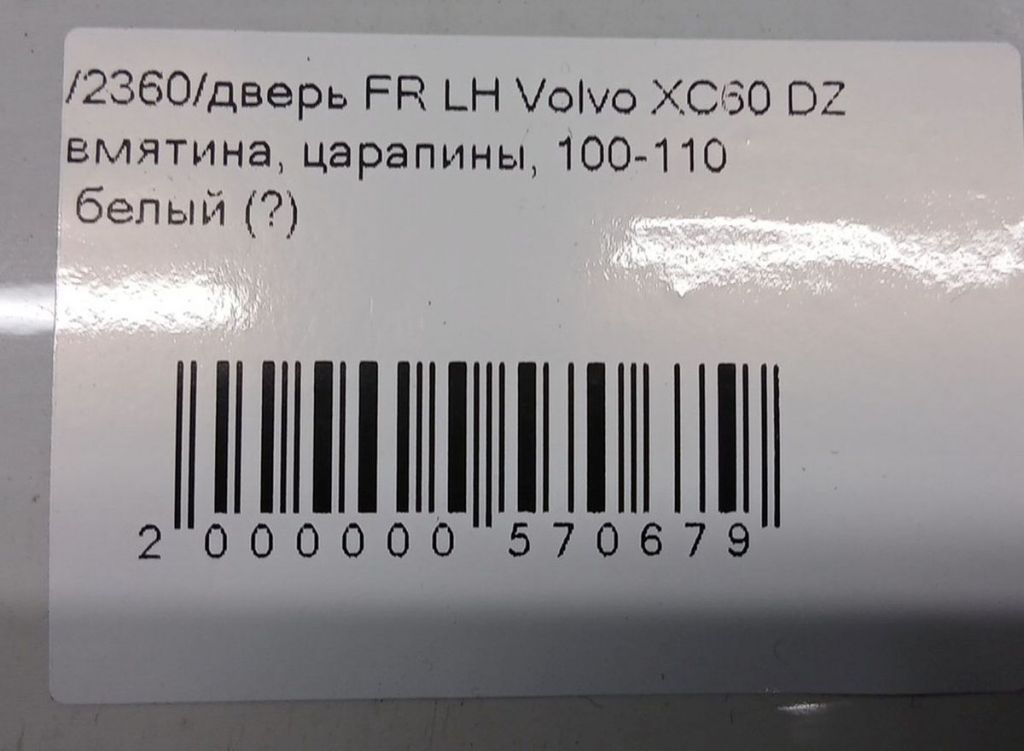 /2360/дверь FR LH Volvo XC60 DZ
вмятина, царапины, 100-110
белый (?)
2 000000 570679